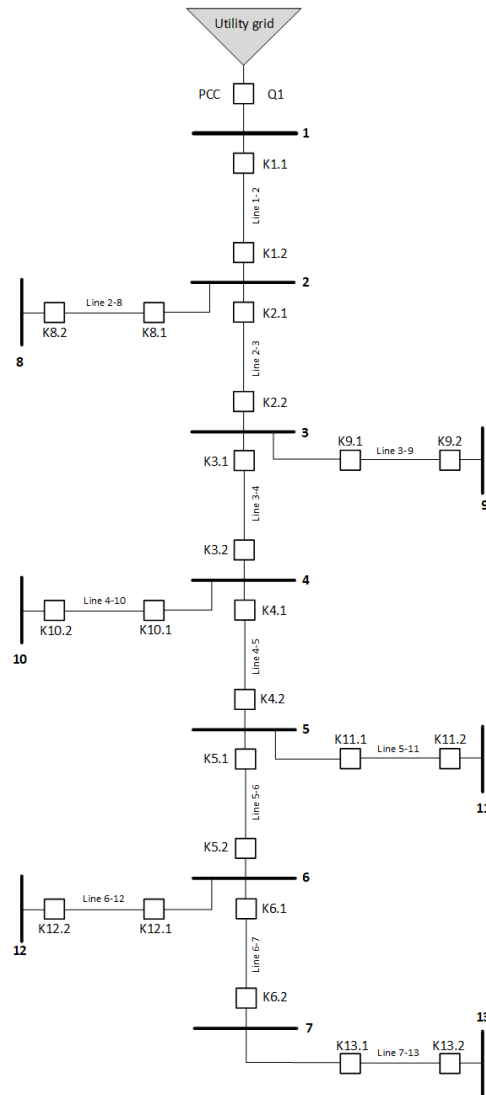 Utility grid
PCC
Q1
1
K1.1
Line 1-2
K1.2
2
Line 2-8
K8.2
K8.1
K2.1
8
Line 2-3
K2.2
3
K9.1
K9.2
Line 3-9
K3.1
9
Line 3-4
K3.2
4
Line 4-10
K10.2
K10.1
K4.1
10
Line 4-5
K4.2
5
K11.1
K11.2
Line 5-11
K5.1
11
Line 5-6
K5.2
6
Line 6-12
K12.2
K12.1
K6.1
12
Line 6-7
K6.2
7
13
K13.1
K13.2
Line 7-13